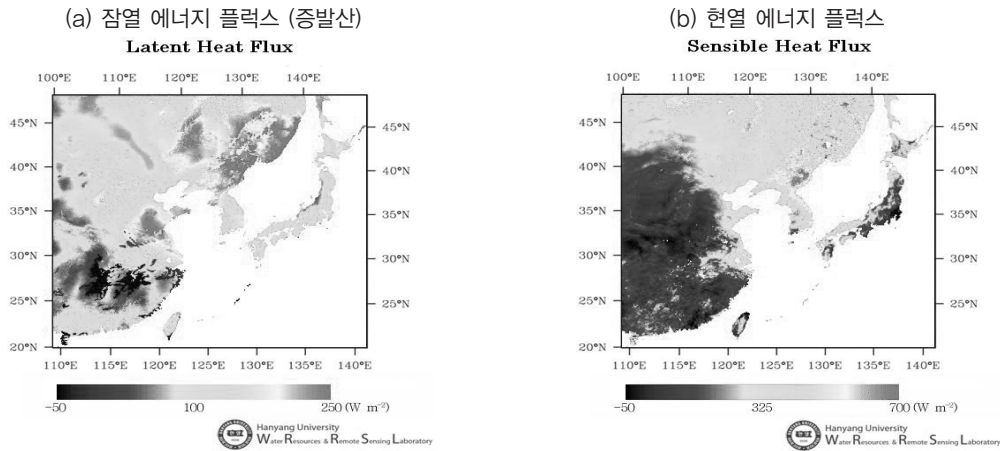 (a) 잠열 에너지 플럭스 (증발산)
Latent Heat Flux
100°E 110°E 120°E 130°E 140°E
45°N
40°N
35°N
30°N
25°N
20°N
45°N
40°N
35°N
30°N
25°N
110°E 115°E 120°E 125°E 130°E 135°E 140°E
-50 100 250 (W m⁻²)
Hanyang University
Water Resources & Remote Sensing Laboratory
(b) 현열 에너지 플럭스
Sensible Heat Flux
100°E 110°E 120°E 130°E 140°E
45°N
40°N
35°N
30°N
25°N
20°N
45°N
40°N
35°N
30°N
25°N
110°E 115°E 120°E 125°E 130°E 135°E 140°E
-50 325 700 (W m⁻²)
Hanyang University
Water Resources & Remote Sensing Laboratory